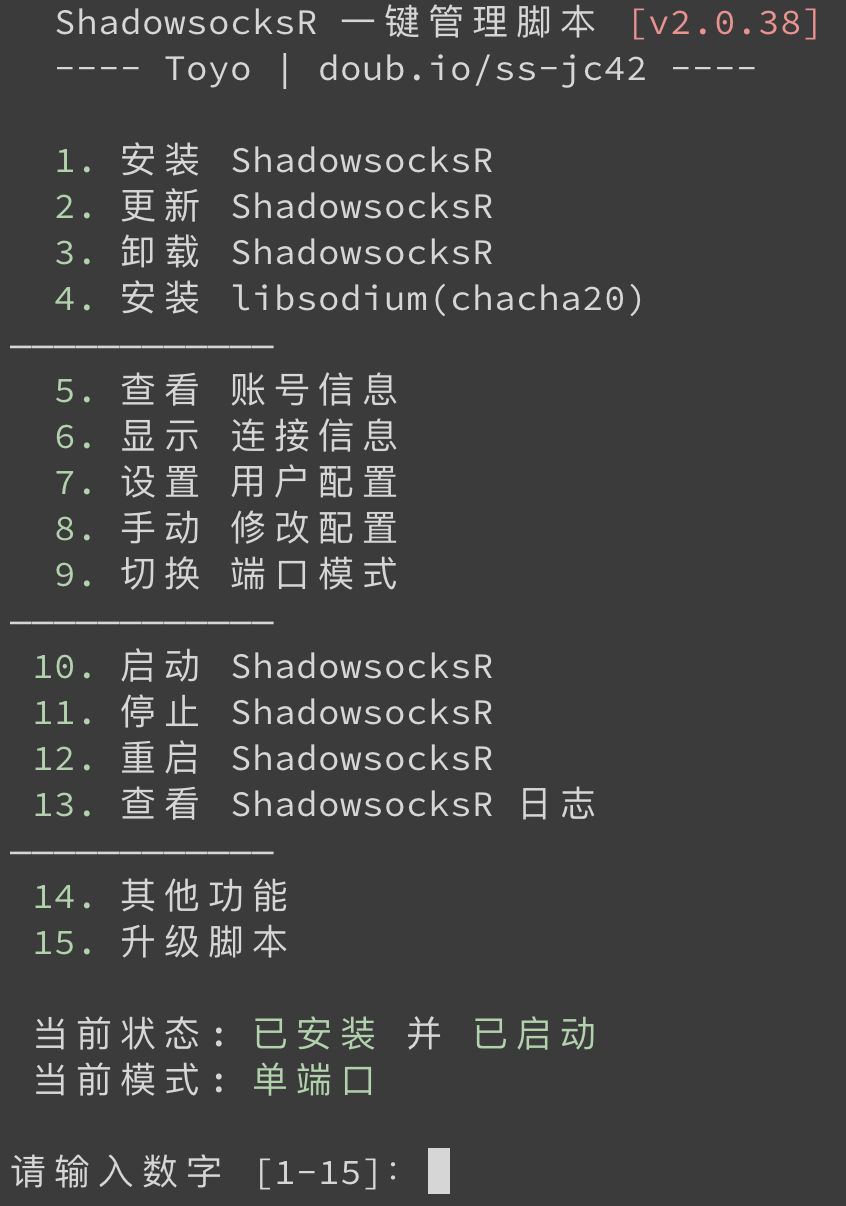 ShadowsocksR 一键管理脚本 [v2.0.38]
---- Toyo | doub.io/ss-jc42 ----
1. 安装 ShadowsocksR
2. 更新 ShadowsocksR
3. 卸载 ShadowsocksR
4. 安装 libsodium(chacha20)
————————————
5. 查看 账号信息
6. 显示 连接信息
7. 设置 用户配置
8. 手动 修改配置
9. 切换 端口模式
————————————
10. 启动 ShadowsocksR
11. 停止 ShadowsocksR
12. 重启 ShadowsocksR
13. 查看 ShadowsocksR 日志
————————————
14. 其他功能
15. 升级脚本
当前状态: 已安装 并 已启动
当前模式: 单端口
请输入数字 [1-15]: